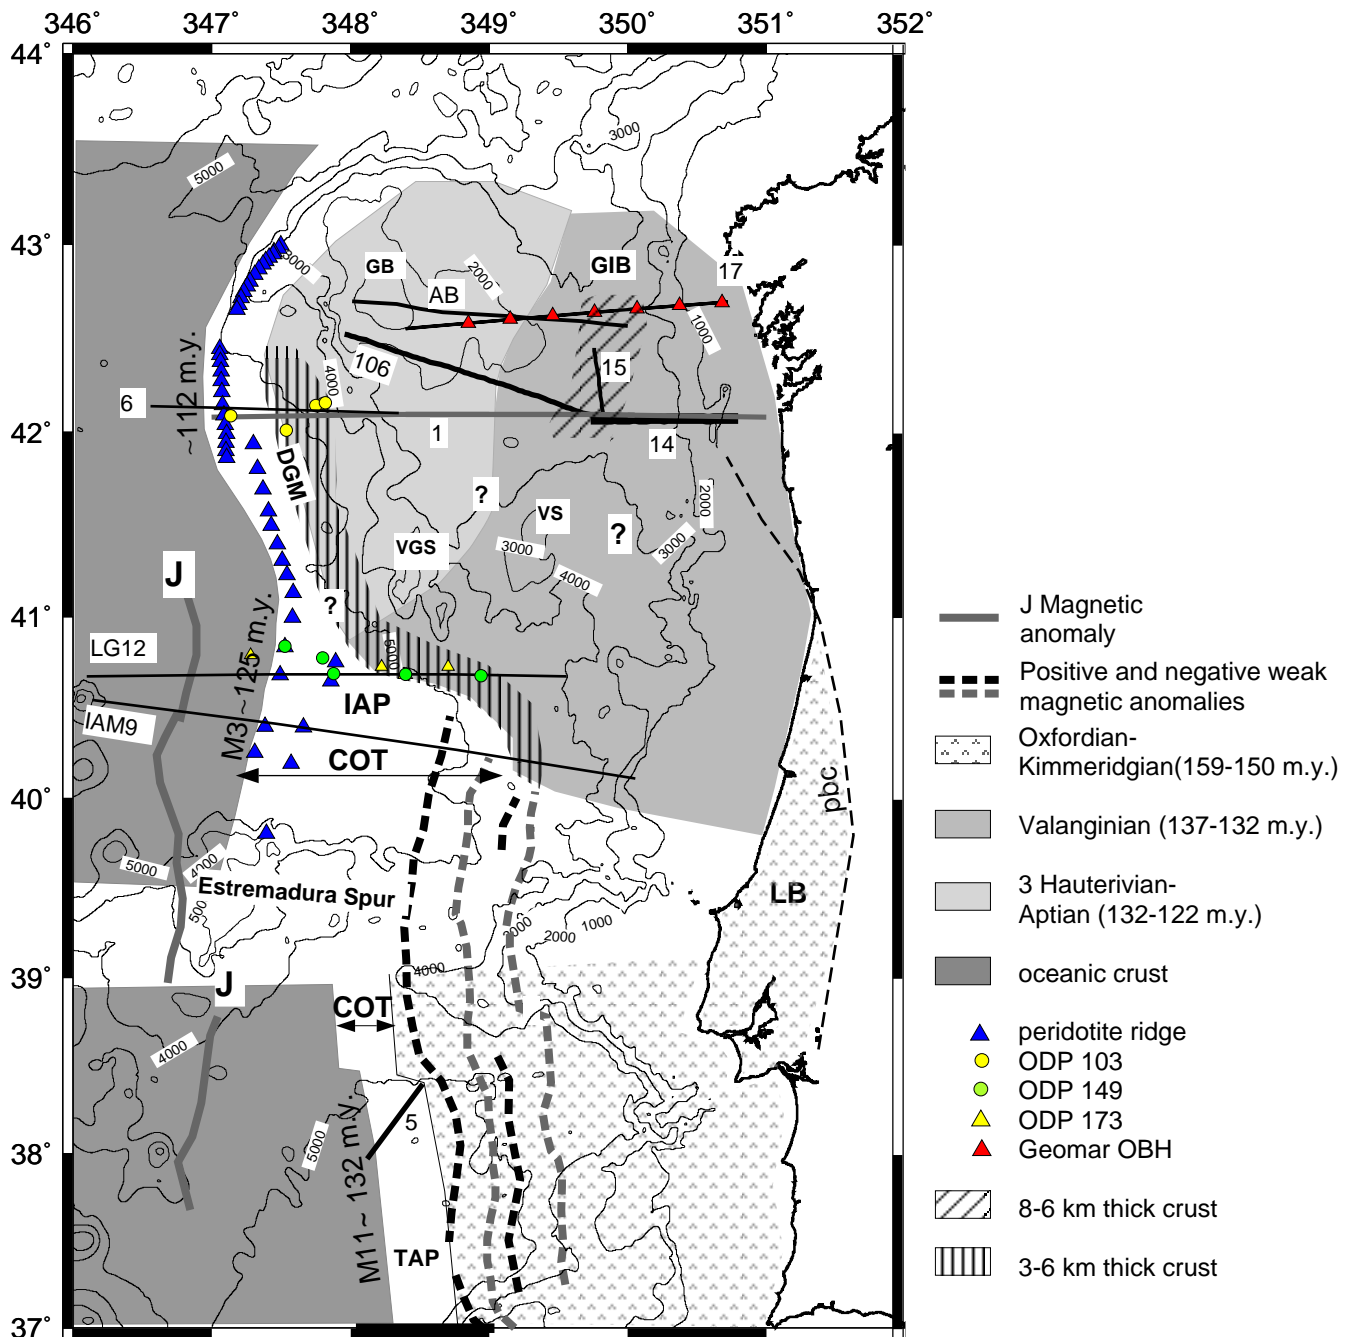 346° 347° 348° 349° 350° 351° 352°
44°
3000
5000
43°
17
GB
GIB
3000
2000
AB
1000
106
15
4000
6
~112 m.y.
42°
1
14
DGM
?
2000
VS
?
VGS
3000
3000
J
4000
?
41°
LG12
5000
M3 ~125 m.y.
IAP
IAM9
COT
40°
pbc
5000
4000
Estremadura Spur
LB
500
3000
2000
1000
39°
4000
J
COT
4000
5
5000
38°
M11~ 132 m.y.
TAP
37°
J Magnetic
anomaly
Positive and negative weak
magnetic anomalies
Oxfordian-
Kimmeridgian(159-150 m.y.)
Valanginian (137-132 m.y.)
3 Hauterivian-
Aptian (132-122 m.y.)
oceanic crust
peridotite ridge
ODP 103
ODP 149
ODP 173
Geomar OBH
8-6 km thick crust
3-6 km thick crust